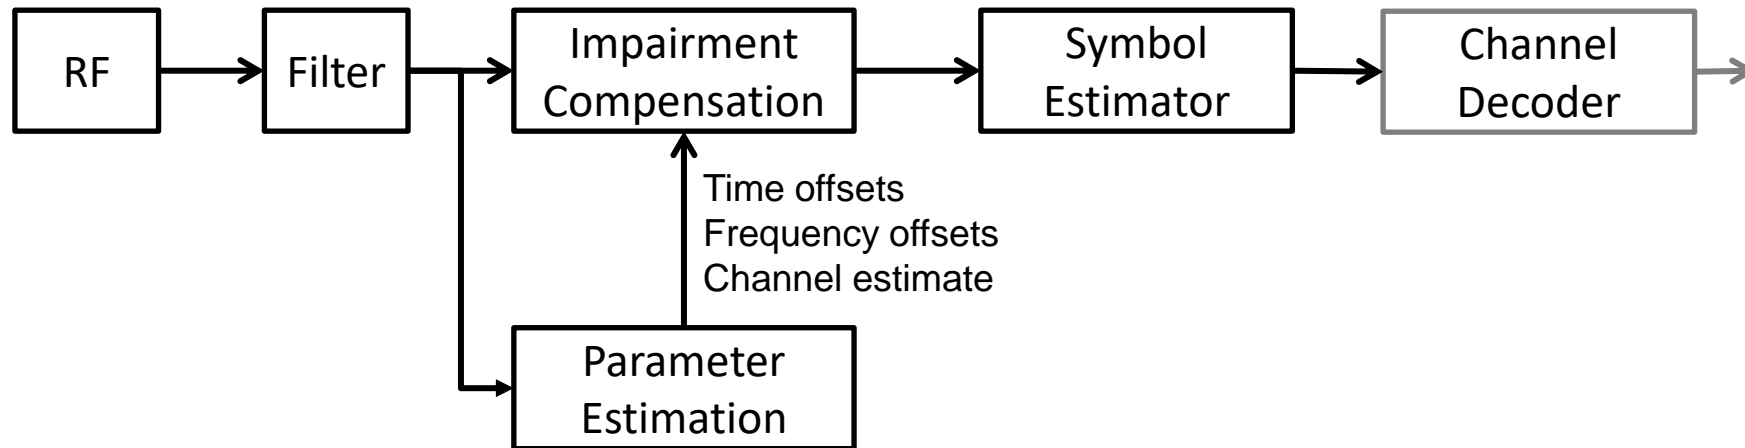 RF
Filter
Impairment
Compensation
Symbol
Estimator
Channel
Decoder
Time offsets
Frequency offsets
Channel estimate
Parameter
Estimation